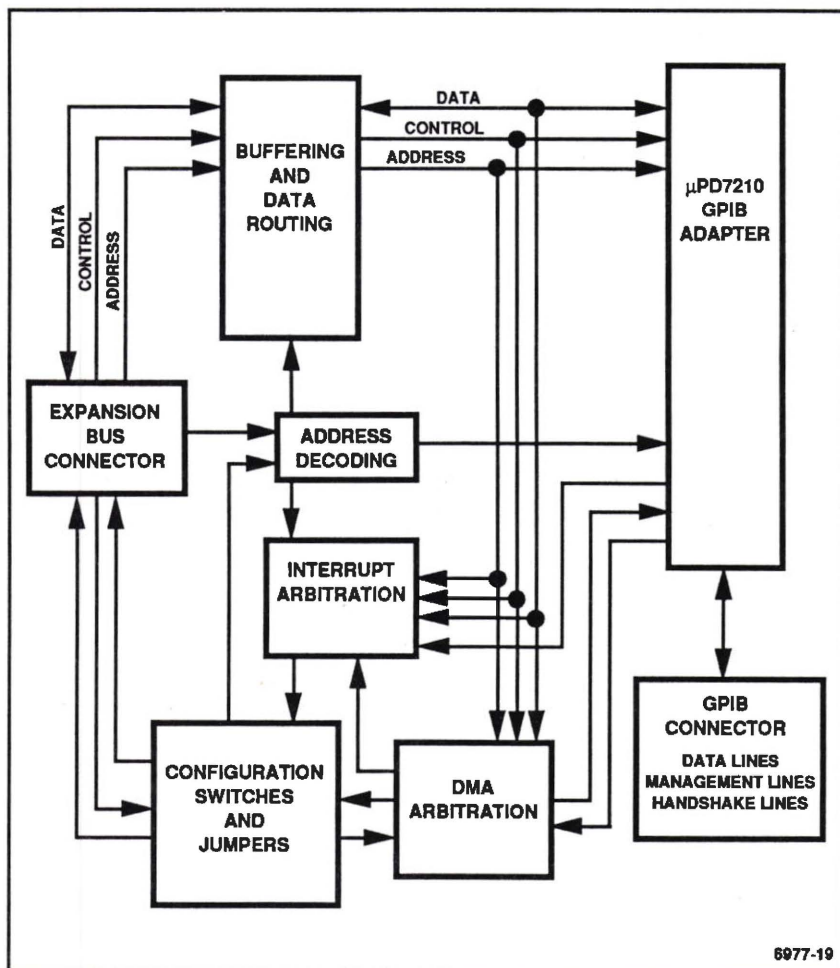 DATA
CONTROL
ADDRESS
BUFFERING
AND
DATA
ROUTING
DATA
CONTROL
ADDRESS
µPD7210
GPIB
ADAPTER
EXPANSION
BUS
CONNECTOR
ADDRESS
DECODING
INTERRUPT
ARBITRATION
CONFIGURATION
SWITCHES
AND
JUMPERS
DMA
ARBITRATION
GPIB
CONNECTOR
DATA LINES
MANAGEMENT LINES
HANDSHAKE LINES
6977-19